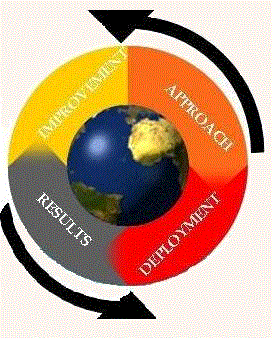 IMPROVEMENT
APPROACH
RESULTS
DEPLOYMENT